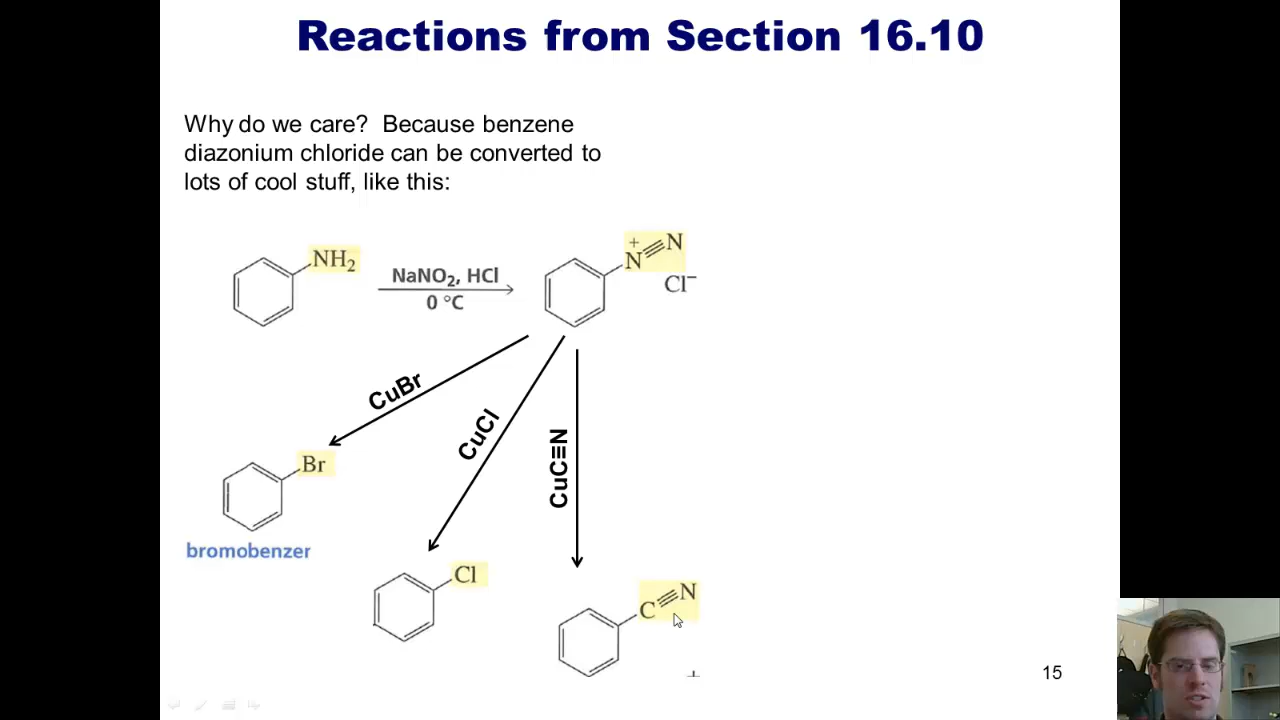 Reactions from Section 16.10
Why do we care? Because benzene
diazonium chloride can be converted to
lots of cool stuff, like this:
NH₂
NaNO₂, HCl
0 °C
N⁺≡N
Cl⁻
CuBr
CuCl
CuC≡N
Br
bromobenzer
Cl
C≡N
15